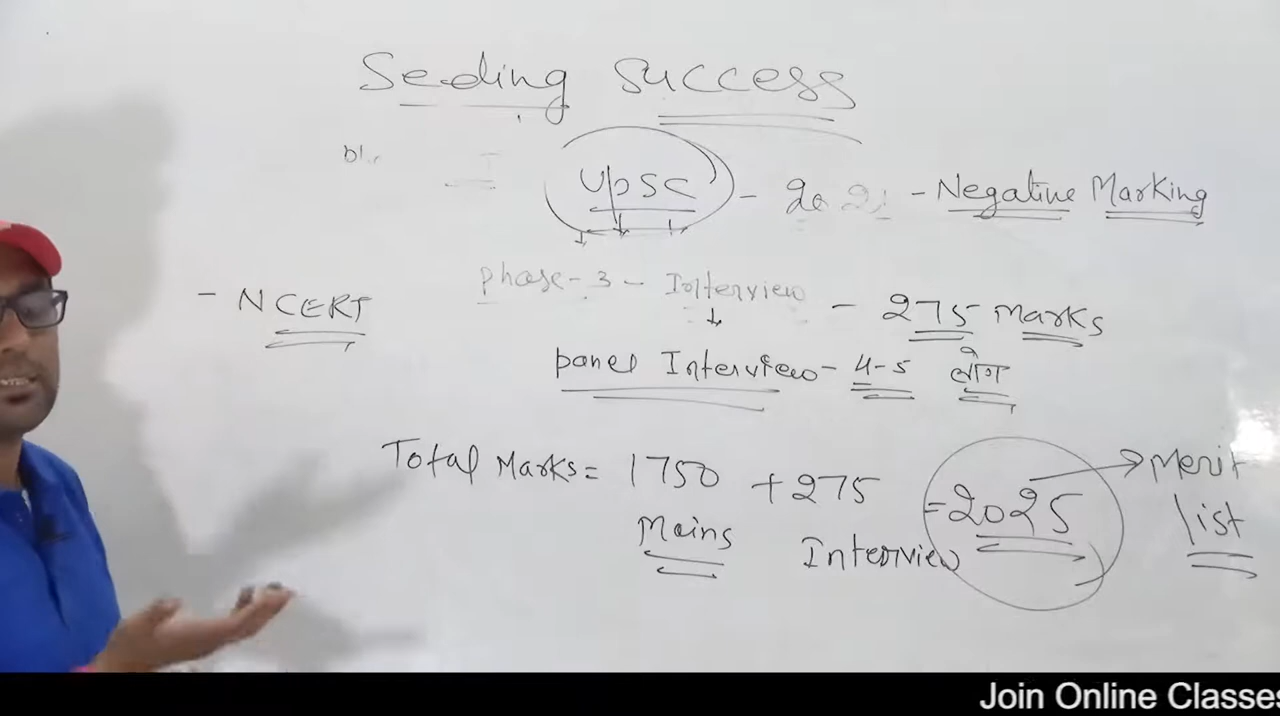 Seeding Success
UPSC - 2021 - Negative Marking
- NCERT
phase-3 - Interview - 275 Marks
panel Interview - 4-5 लोग
Total Marks = 1750 + 275 = 2025 → Merit list
Mains Interview
Join Online Classes